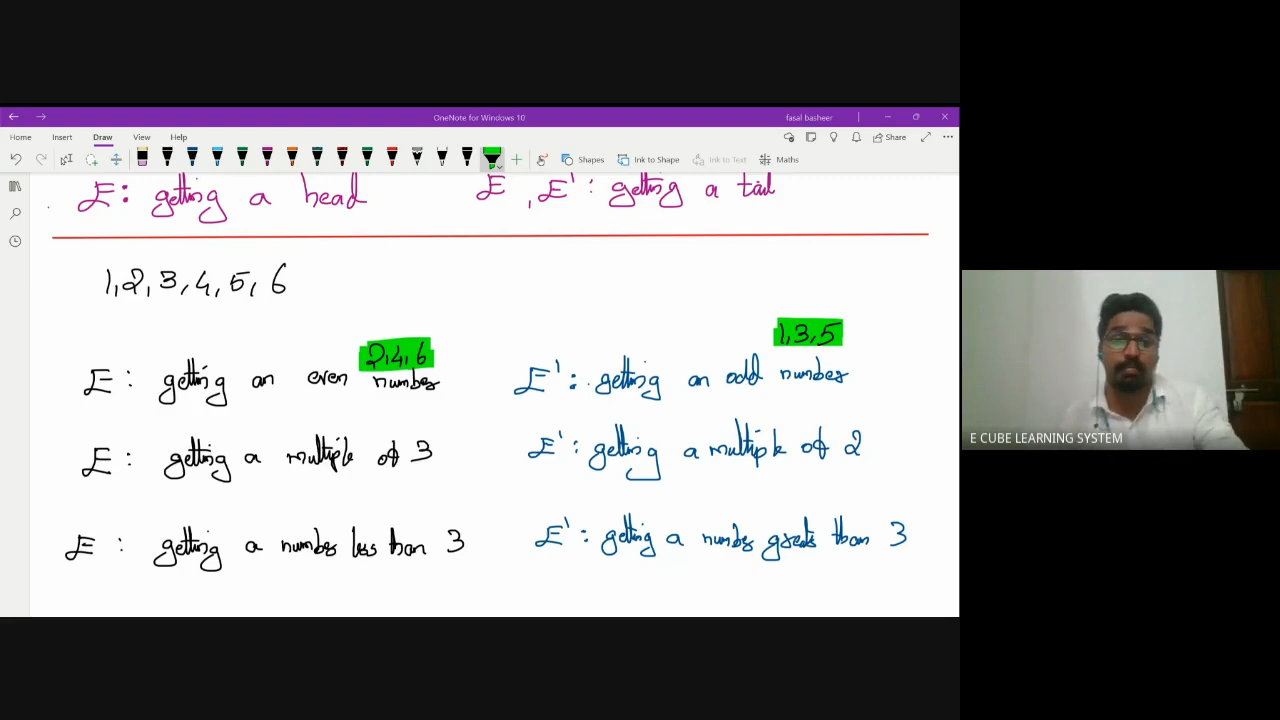 OneNote for Windows 10
fasal basheer
Home Insert Draw View Help
Share
Shapes Ink to Shape Ink to Text Maths
E: getting a head E , E' : getting a tail
1, 2, 3, 4, 5, 6
2,4,6 1,3,5
E : getting an even number E' : getting an odd number
E : getting a multiple of 3 E' : getting a multiple of 2
E : getting a number less than 3 E' : getting a number greater than 3
E CUBE LEARNING SYSTEM